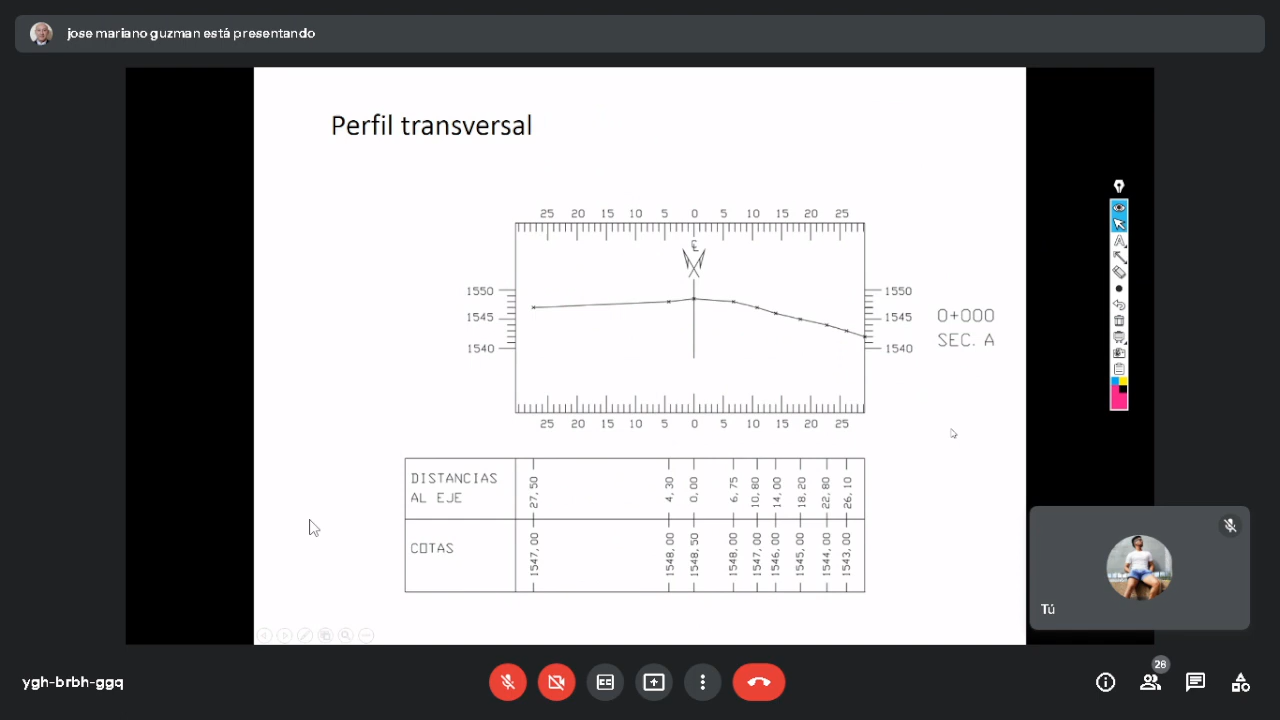 jose mariano guzman está presentando
Perfil transversal
25 20 15 10 5 0 5 10 15 20 25
℄
1550 1550
1545 1545 0+000
1540 1540 SEC. A
25 20 15 10 5 0 5 10 15 20 25
DISTANCIAS
AL EJE
27,50 4,30 0,00 6,75 10,80 14,00 18,20 22,80 26,10
COTAS
1547,00 1548,00 1548,50 1548,00 1547,00 1546,00 1545,00 1544,00 1543,00
Tú
ygh-brbh-ggq
26